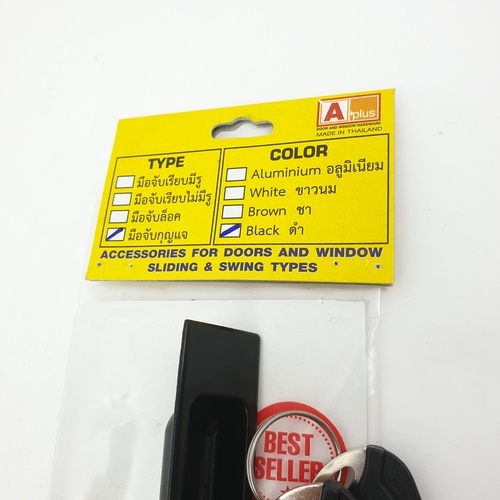 A plus
DOOR AND WINDOW HARDWARE
MADE IN THAILAND
TYPE
มือจับเรียบมีรู
มือจับเรียบไม่มีรู
มือจับล็อค
มือจับกุญแจ
COLOR
Aluminium อลูมิเนียม
White ขาวนม
Brown ชา
Black ดำ
ACCESSORIES FOR DOORS AND WINDOW
SLIDING & SWING TYPES
BEST
SELLER